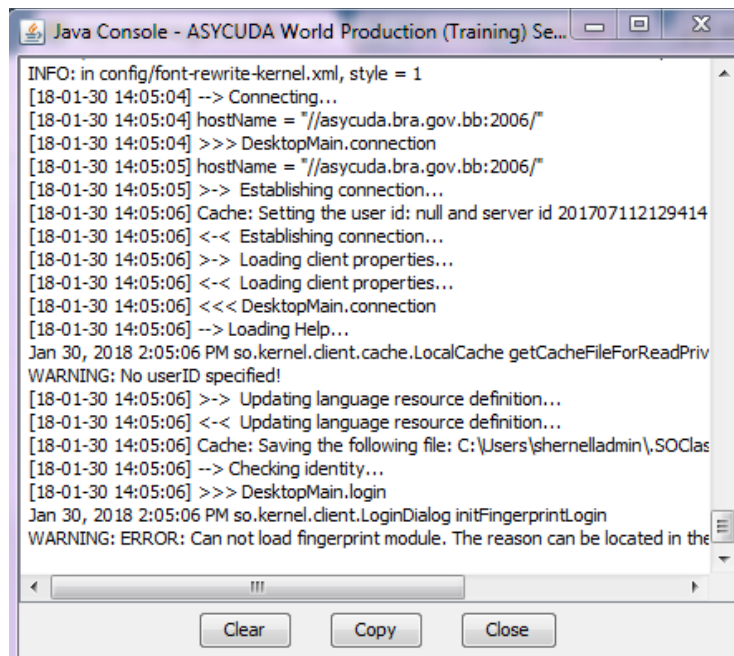 Java Console - ASYCUDA World Production (Training) Se...
INFO: in config/font-rewrite-kernel.xml, style = 1
[18-01-30 14:05:04] --> Connecting...
[18-01-30 14:05:04] hostName = "//asycuda.bra.gov.bb:2006/"
[18-01-30 14:05:04] >>> DesktopMain.connection
[18-01-30 14:05:05] hostName = "//asycuda.bra.gov.bb:2006/"
[18-01-30 14:05:05] >-> Establishing connection...
[18-01-30 14:05:06] Cache: Setting the user id: null and server id 201707112129414
[18-01-30 14:05:06] <-< Establishing connection...
[18-01-30 14:05:06] >-> Loading client properties...
[18-01-30 14:05:06] <-< Loading client properties...
[18-01-30 14:05:06] <<< DesktopMain.connection
[18-01-30 14:05:06] --> Loading Help...
Jan 30, 2018 2:05:06 PM so.kernel.client.cache.LocalCache getCacheFileForReadPriv
WARNING: No userID specified!
[18-01-30 14:05:06] >-> Updating language resource definition...
[18-01-30 14:05:06] <-< Updating language resource definition...
[18-01-30 14:05:06] Cache: Saving the following file: C:\Users\shernelladmin\.SOClas
[18-01-30 14:05:06] --> Checking identity...
[18-01-30 14:05:06] >>> DesktopMain.login
Jan 30, 2018 2:05:06 PM so.kernel.client.LoginDialog initFingerprintLogin
WARNING: ERROR: Can not load fingerprint module. The reason can be located in the
Clear
Copy
Close